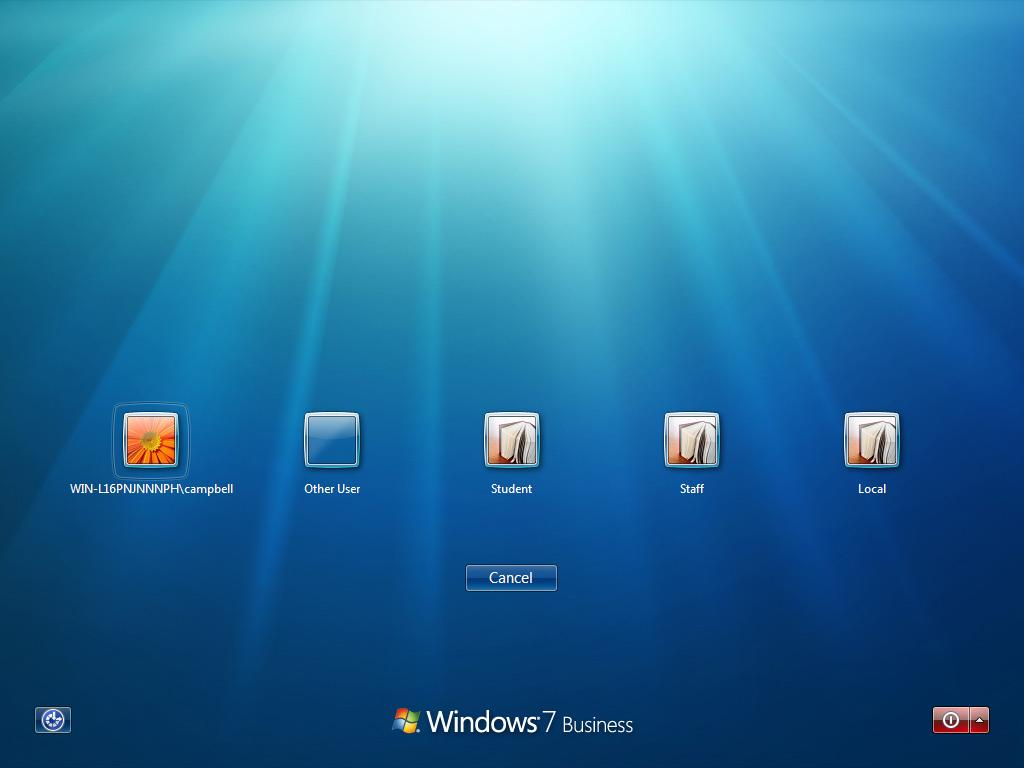 WIN-L16PNJNNNPH\campbell
Other User
Student
Staff
Local
Cancel
Windows 7 Business